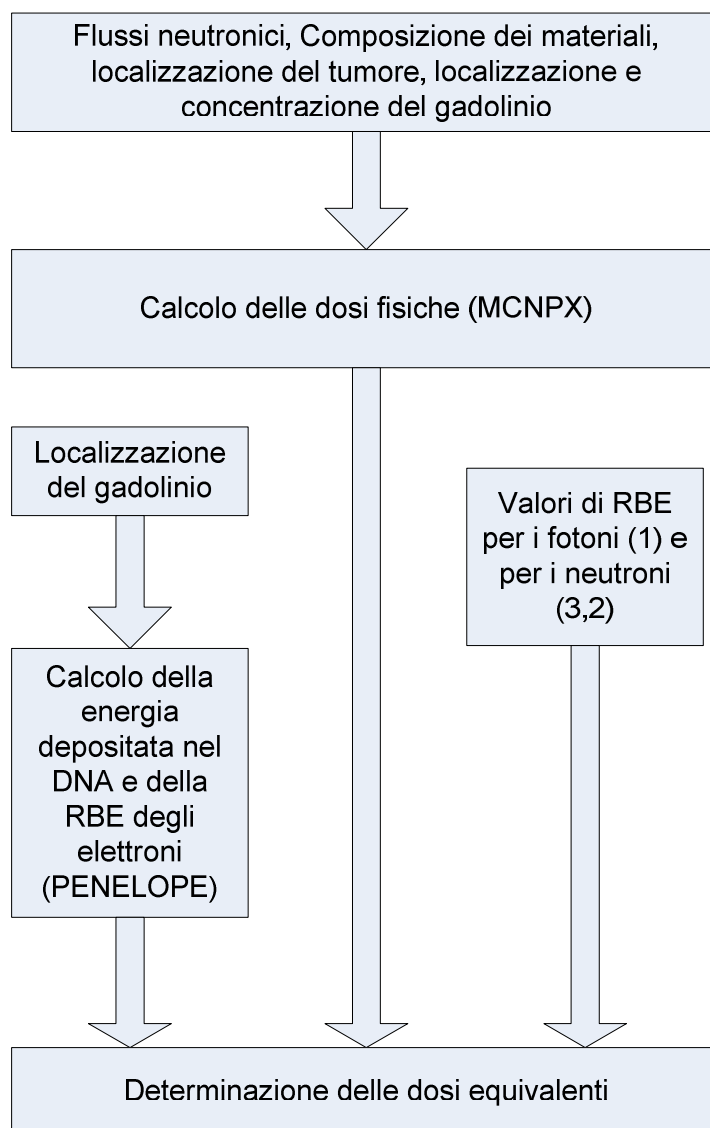 Flussi neutronici, Composizione dei materiali,
localizzazione del tumore, localizzazione e
concentrazione del gadolinio
Calcolo delle dosi fisiche (MCNPX)
Localizzazione
del gadolinio
Valori di RBE
per i fotoni (1) e
per i neutroni
(3,2)
Calcolo della
energia
depositata nel
DNA e della
RBE degli
elettroni
(PENELOPE)
Determinazione delle dosi equivalenti